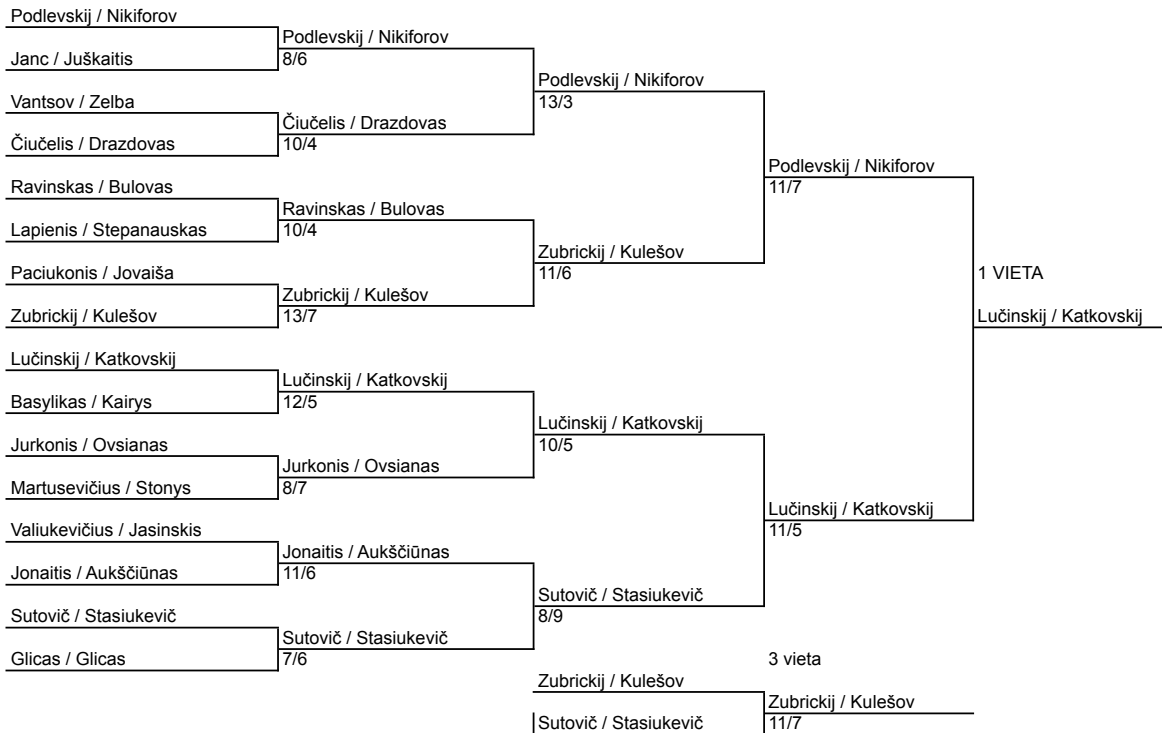 Podlevskij / Nikiforov
Podlevskij / Nikiforov
Janc / Juškaitis
8/6
Podlevskij / Nikiforov
Vantsov / Zelba
13/3
Čiučelis / Drazdovas
Čiučelis / Drazdovas
10/4
Podlevskij / Nikiforov
Ravinskas / Bulovas
11/7
Ravinskas / Bulovas
Lapienis / Stepanauskas
10/4
Zubrickij / Kulešov
Paciukonis / Jovaiša
11/6
1 VIETA
Zubrickij / Kulešov
Zubrickij / Kulešov
13/7
Lučinskij / Katkovskij
Lučinskij / Katkovskij
Lučinskij / Katkovskij
Basylikas / Kairys
12/5
Lučinskij / Katkovskij
Jurkonis / Ovsianas
10/5
Jurkonis / Ovsianas
Martusevičius / Stonys
8/7
Lučinskij / Katkovskij
Valiukevičius / Jasinskis
11/5
Jonaitis / Aukščiūnas
Jonaitis / Aukščiūnas
11/6
Sutovič / Stasiukevič
Sutovič / Stasiukevič
8/9
Sutovič / Stasiukevič
Glicas / Glicas
7/6
3 vieta
Zubrickij / Kulešov
Zubrickij / Kulešov
Sutovič / Stasiukevič
11/7